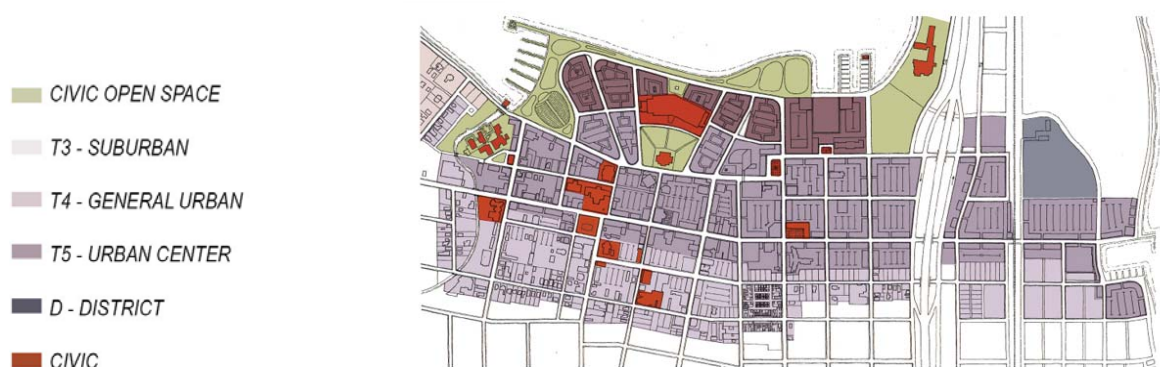 CIVIC OPEN SPACE
T3 - SUBURBAN
T4 - GENERAL URBAN
T5 - URBAN CENTER
D - DISTRICT
CIVIC